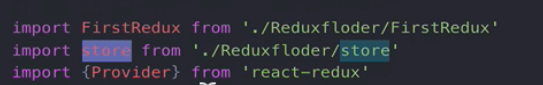 import FirstRedux from './Reduxfloder/FirstRedux'
import store from './Reduxfloder/store'
import {Provider} from 'react-redux'